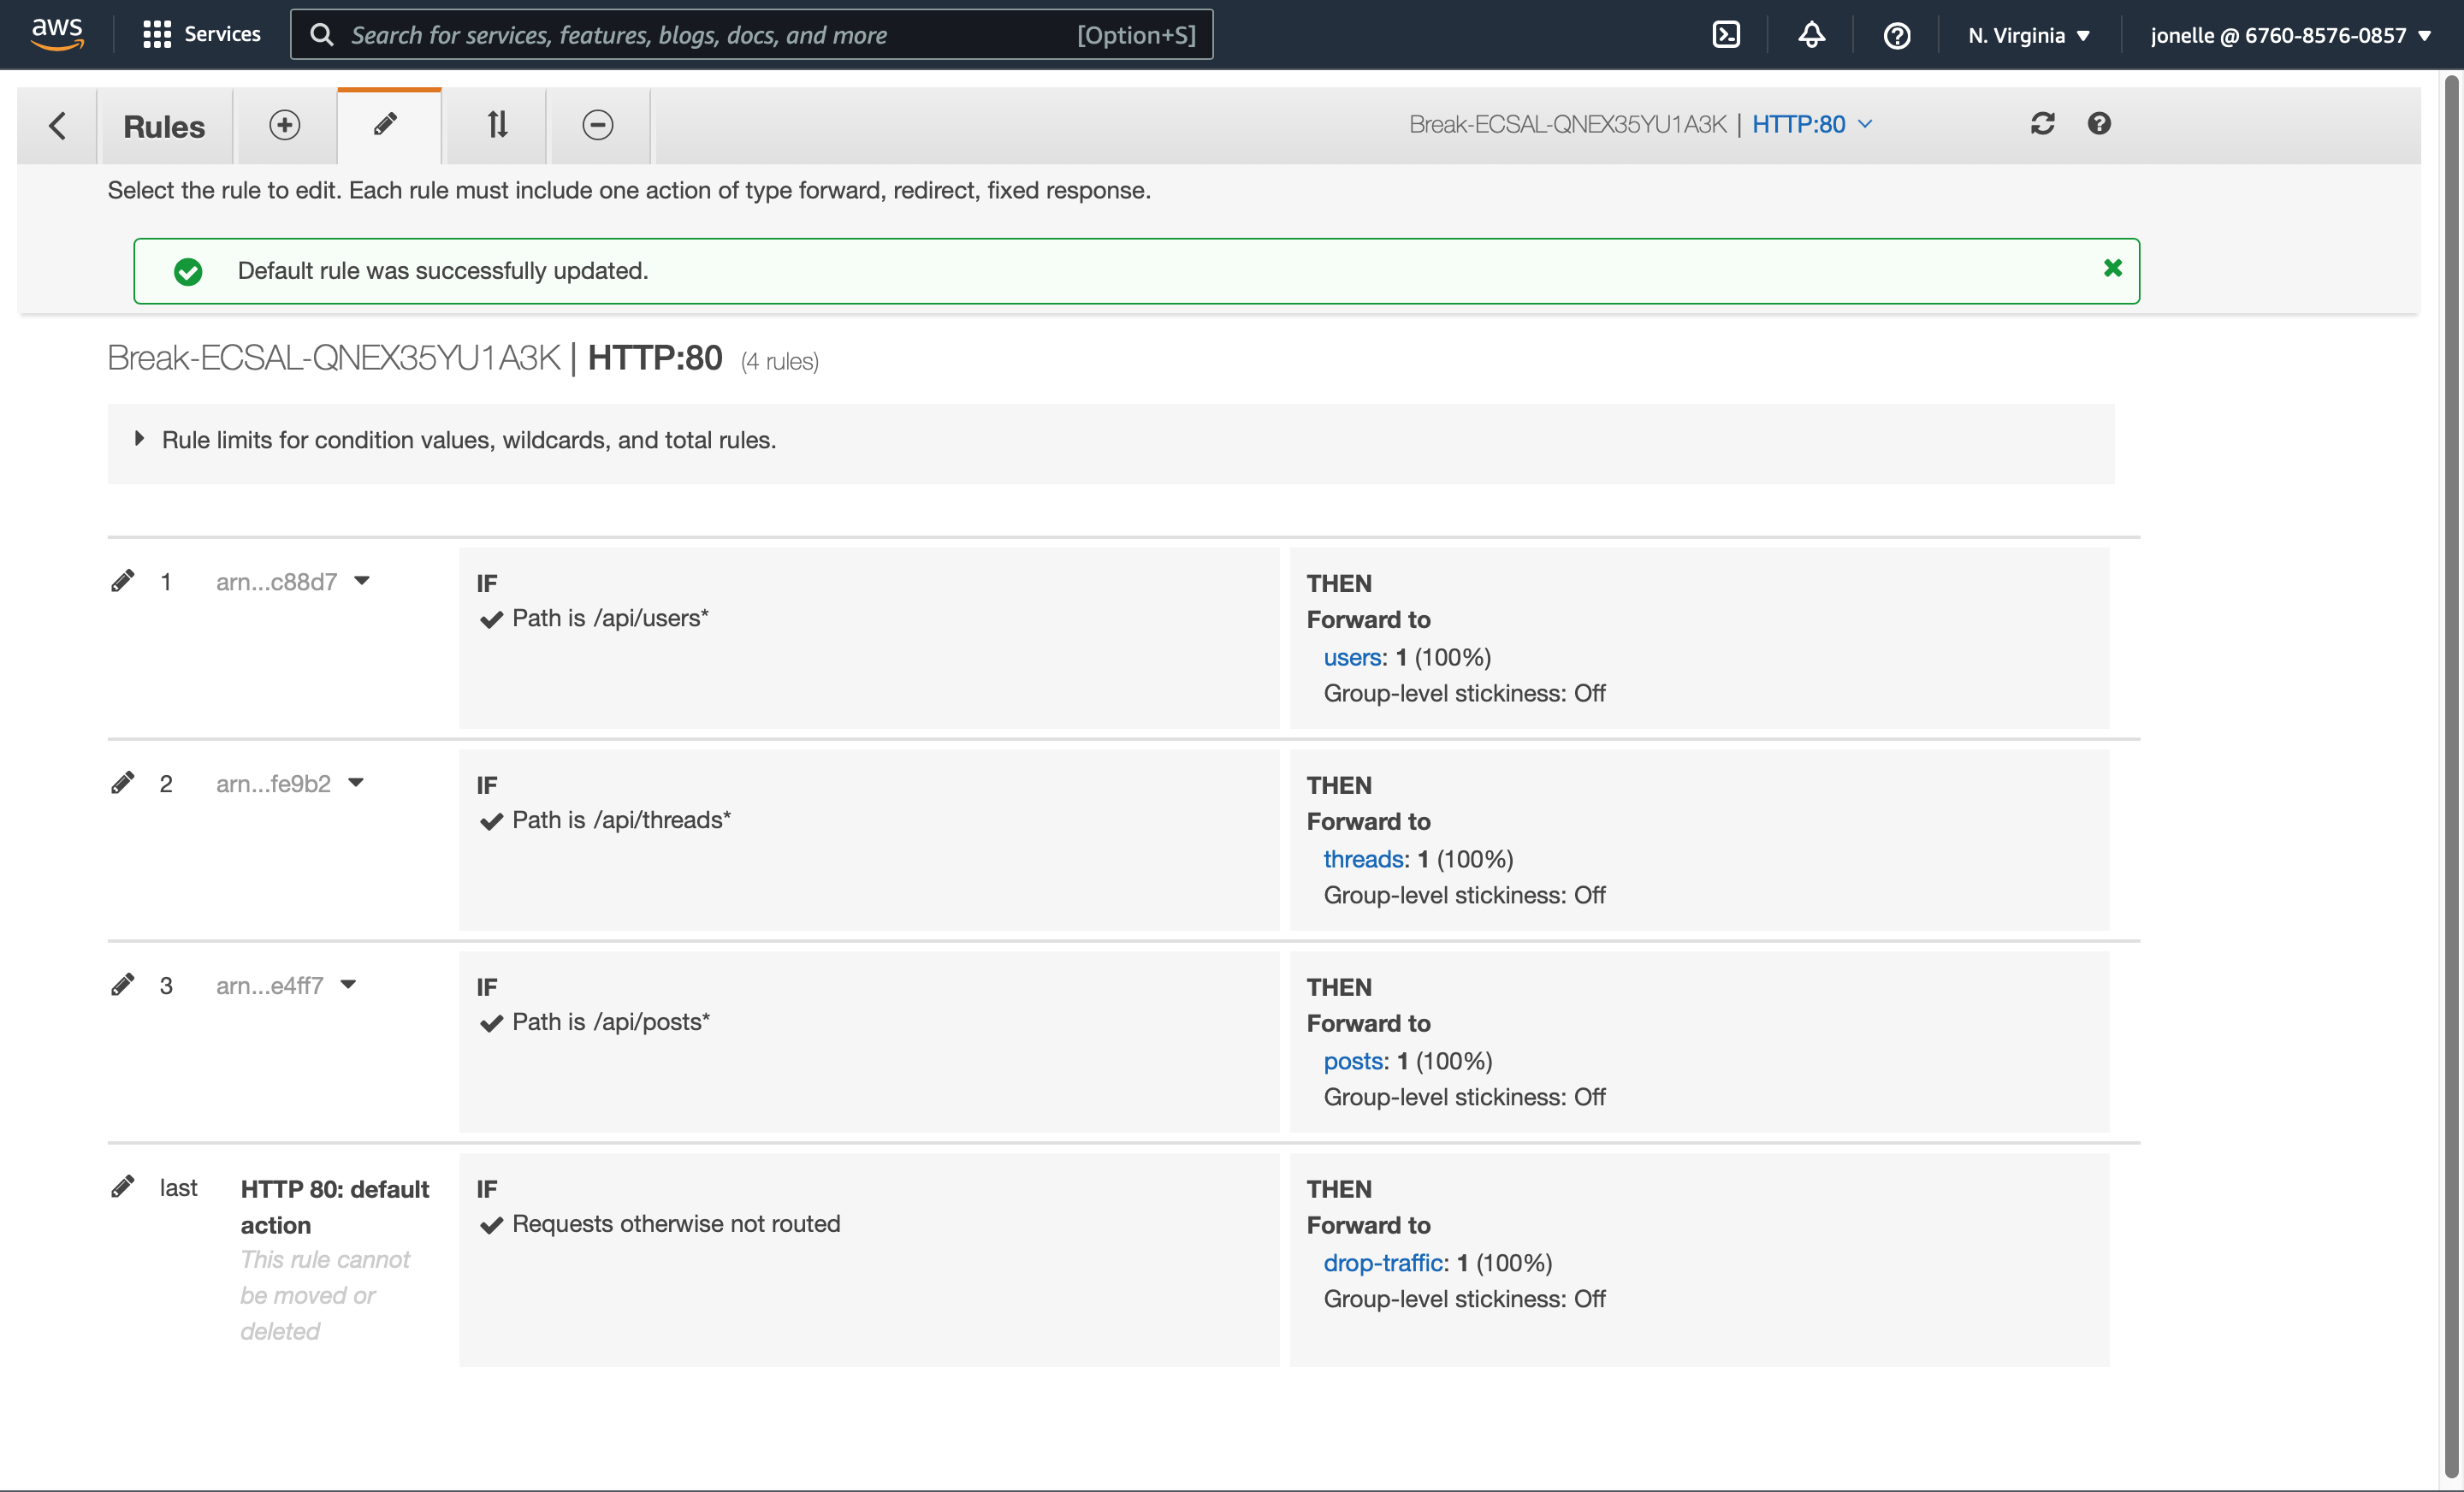 aws
Services
Search for services, features, blogs, docs, and more
[Option+S]
N. Virginia
jonelle @ 6760-8576-0857
Rules
Break-ECSAL-QNEX35YU1A3K | HTTP:80
Select the rule to edit. Each rule must include one action of type forward, redirect, fixed response.
Default rule was successfully updated.
Break-ECSAL-QNEX35YU1A3K | HTTP:80 (4 rules)
Rule limits for condition values, wildcards, and total rules.
1
arn...c88d7
IF
Path is /api/users*
THEN
Forward to
users: 1 (100%)
Group-level stickiness: Off
2
arn...fe9b2
IF
Path is /api/threads*
THEN
Forward to
threads: 1 (100%)
Group-level stickiness: Off
3
arn...e4ff7
IF
Path is /api/posts*
THEN
Forward to
posts: 1 (100%)
Group-level stickiness: Off
last
HTTP 80: default
action
This rule cannot
be moved or
deleted
IF
Requests otherwise not routed
THEN
Forward to
drop-traffic: 1 (100%)
Group-level stickiness: Off